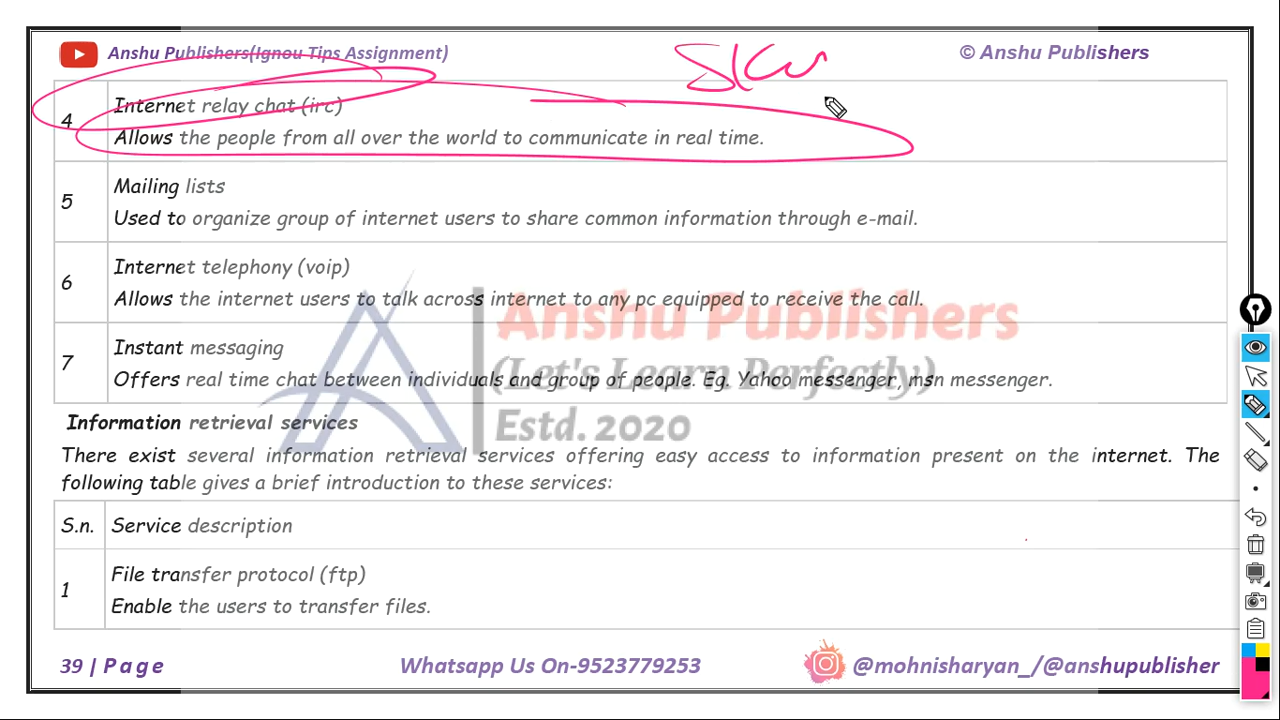 Anshu Publishers(Ignou Tips Assignment)
© Anshu Publishers
4
Internet relay chat (irc)
Allows the people from all over the world to communicate in real time.
5
Mailing lists
Used to organize group of internet users to share common information through e-mail.
6
Internet telephony (voip)
Allows the internet users to talk across internet to any pc equipped to receive the call.
7
Instant messaging
Offers real time chat between individuals and group of people. Eg. Yahoo messenger, msn messenger.
Anshu Publishers
(Let's Learn Perfectly)
Estd. 2020
Information retrieval services
There exist several information retrieval services offering easy access to information present on the internet. The
following table gives a brief introduction to these services:
S.n. Service description
1
File transfer protocol (ftp)
Enable the users to transfer files.
39 | Page
Whatsapp Us On-9523779253
@mohnisharyan_/@anshupublisher